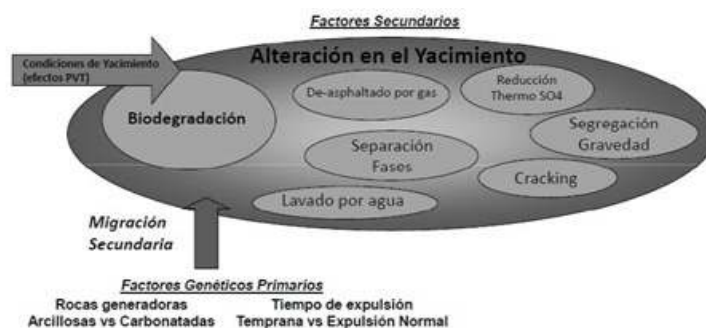 Factores Secundarios
Alteración en el Yacimiento
Condiciones de Yacimiento
(efectos PVT)
Biodegradación
De-asphaltado por gas
Reducción
Thermo SO4
Segregación
Gravedad
Separación
Fases
Cracking
Lavado por agua
Migración
Secundaria
Factores Genéticos Primarios
Rocas generadoras
Arcillosas vs Carbonatadas
Tiempo de expulsión
Temprana vs Expulsión Normal